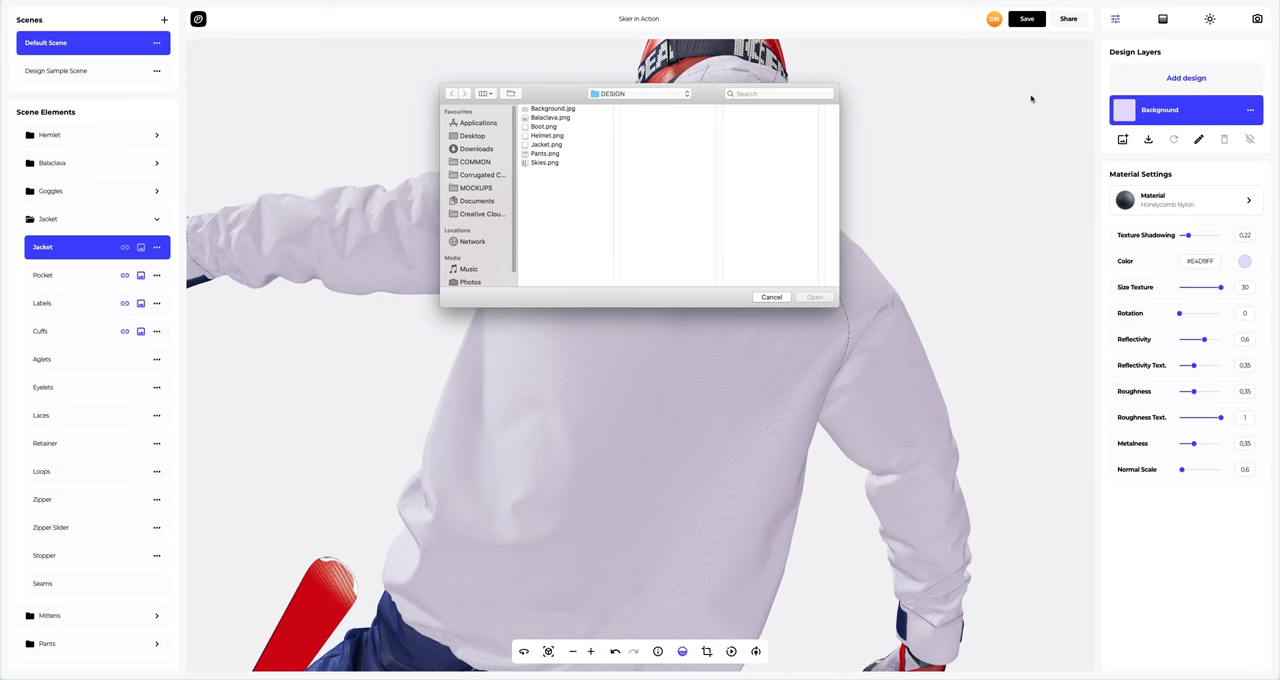 Scenes
Default Scene
Design Sample Scene
Scene Elements
Hemlet
Balaclava
Goggles
Jacket
Jacket
Pocket
Labels
Cuffs
Aglets
Eyelets
Laces
Retainer
Loops
Zipper
Zipper Slider
Stopper
Seams
Mittens
Pants
Skier in Action
DM
Save
Share
DESIGN
Search
Favourites
Applications
Desktop
Downloads
COMMON
Corrugated C...
MOCKUPS
Documents
Creative Clou...
Locations
Network
Media
Music
Photos
Background.jpg
Balaclava.png
Boot.png
Helmet.png
Jacket.png
Pants.png
Skies.png
Cancel
Open
Design Layers
Add design
Background
Material Settings
Material
Honeycomb Nylon
Texture Shadowing 0,22
Color #E4D9FF
Size Texture 30
Rotation 0
Reflectivity 0,6
Reflectivity Text. 0,35
Roughness 0,35
Roughness Text. 1
Metalness 0,35
Normal Scale 0,6